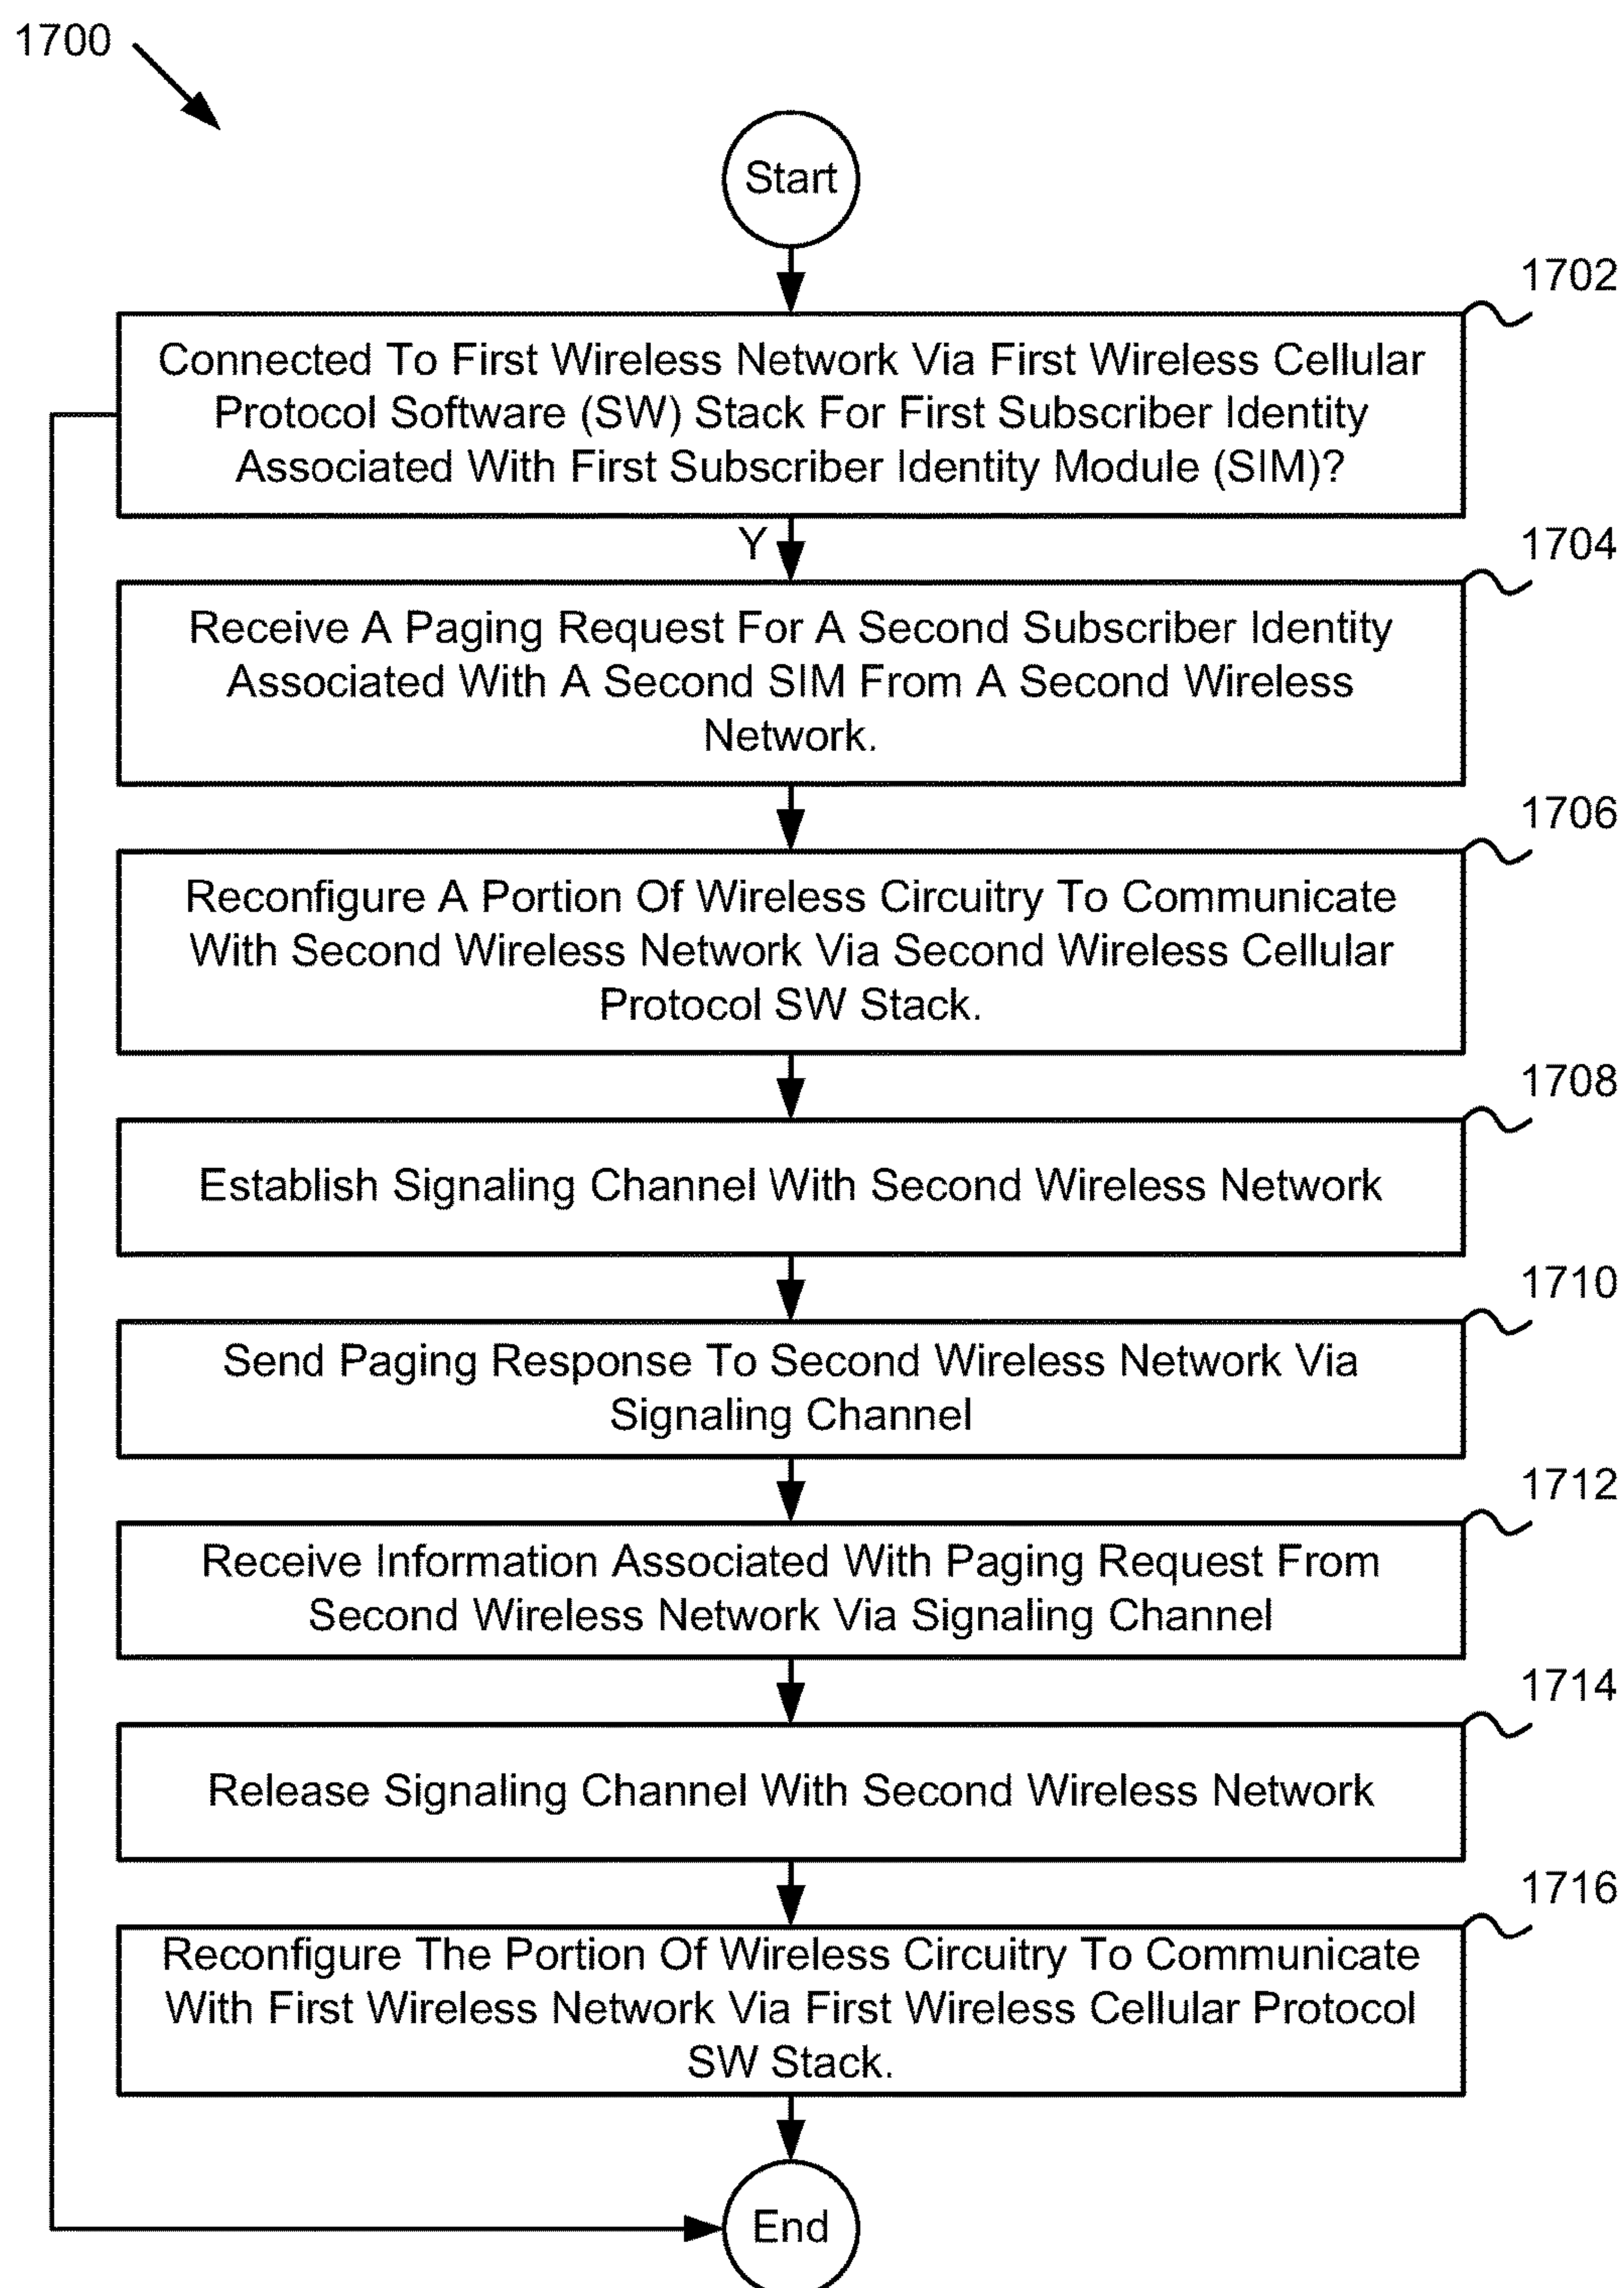 1700
Start
1702
Connected To First Wireless Network Via First Wireless Cellular
Protocol Software (SW) Stack For First Subscriber Identity
Associated With First Subscriber Identity Module (SIM)?
Y
1704
Receive A Paging Request For A Second Subscriber Identity
Associated With A Second SIM From A Second Wireless
Network.
1706
Reconfigure A Portion Of Wireless Circuitry To Communicate
With Second Wireless Network Via Second Wireless Cellular
Protocol SW Stack.
1708
Establish Signaling Channel With Second Wireless Network
1710
Send Paging Response To Second Wireless Network Via
Signaling Channel
1712
Receive Information Associated With Paging Request From
Second Wireless Network Via Signaling Channel
1714
Release Signaling Channel With Second Wireless Network
1716
Reconfigure The Portion Of Wireless Circuitry To Communicate
With First Wireless Network Via First Wireless Cellular Protocol
SW Stack.
End